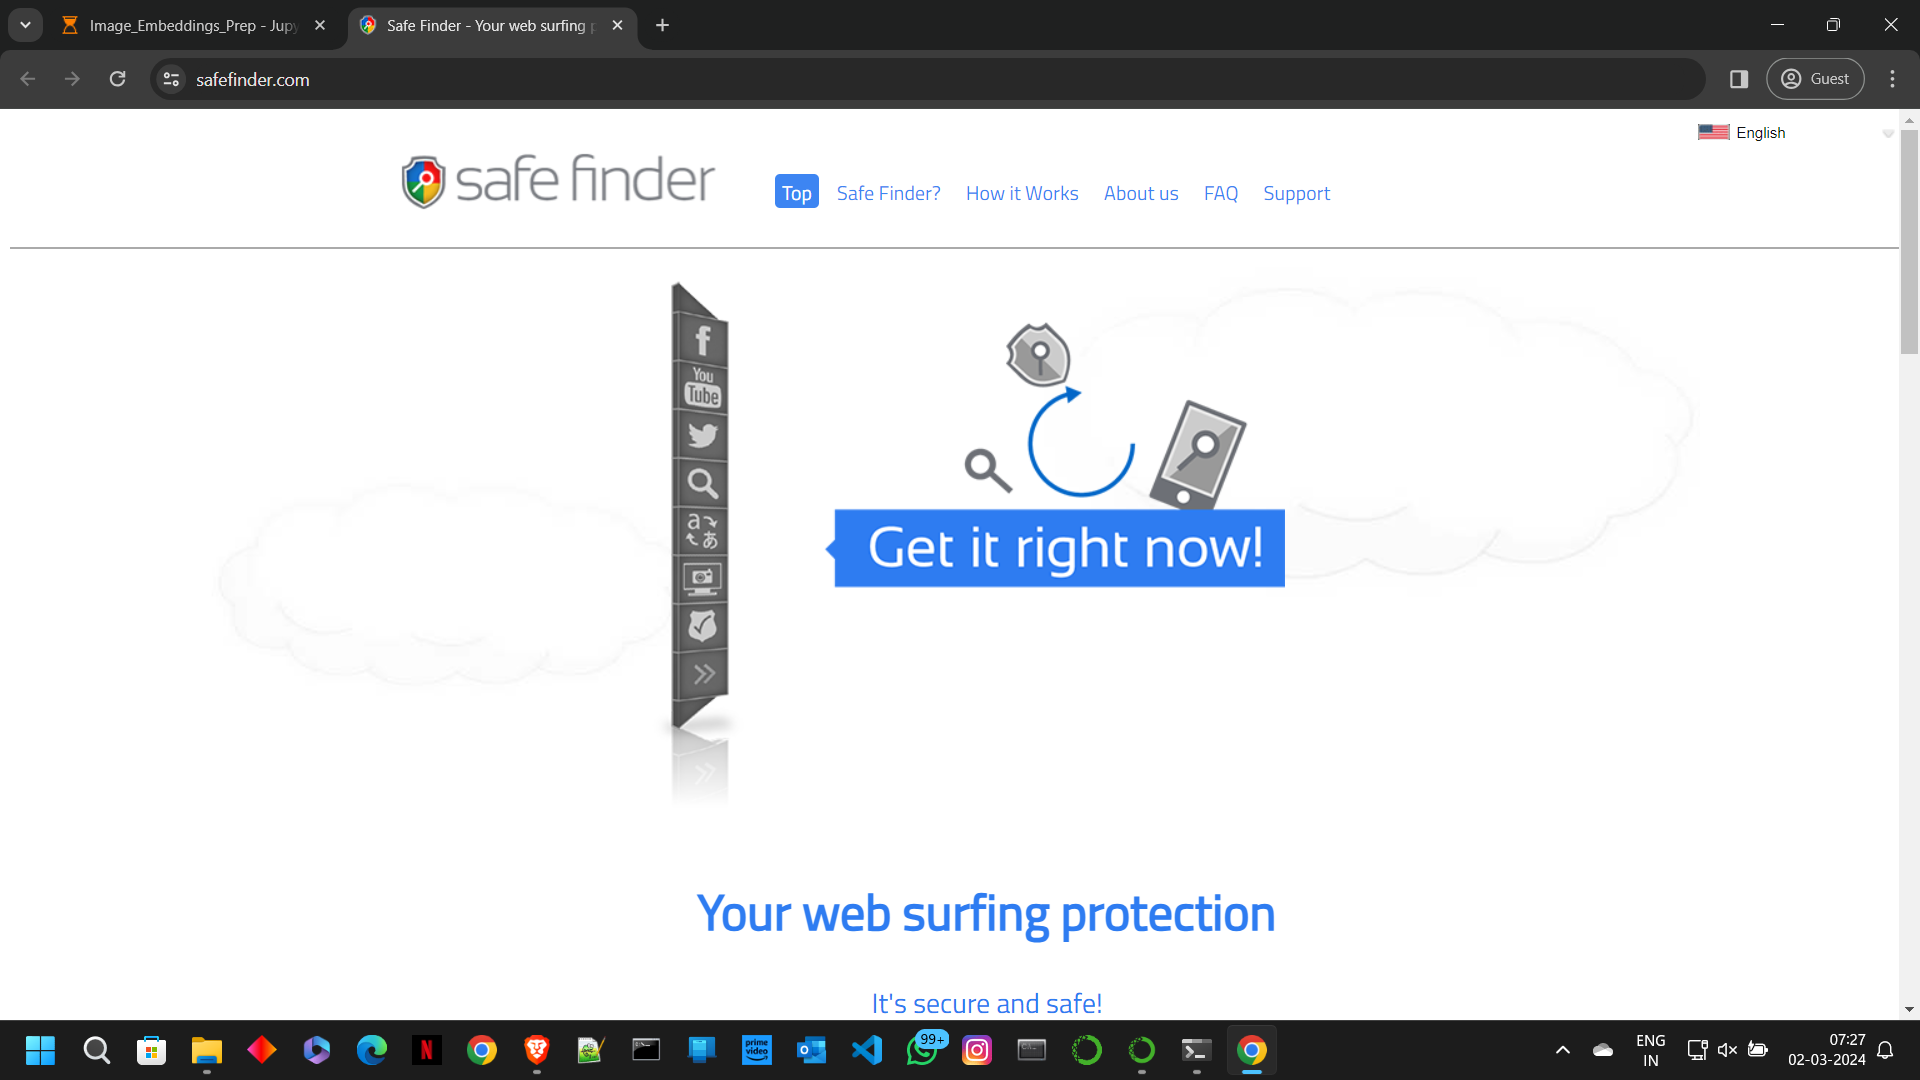 Image_Embeddings_Prep - Jupy
Safe Finder - Your web surfing p
safefinder.com
Guest
English
safe finder
Top
Safe Finder?
How it Works
About us
FAQ
Support
f
You
Tube
a
あ
Get it right now!
Your web surfing protection
It's secure and safe!
N
prime
video
99+
ENG
IN
07:27
02-03-2024